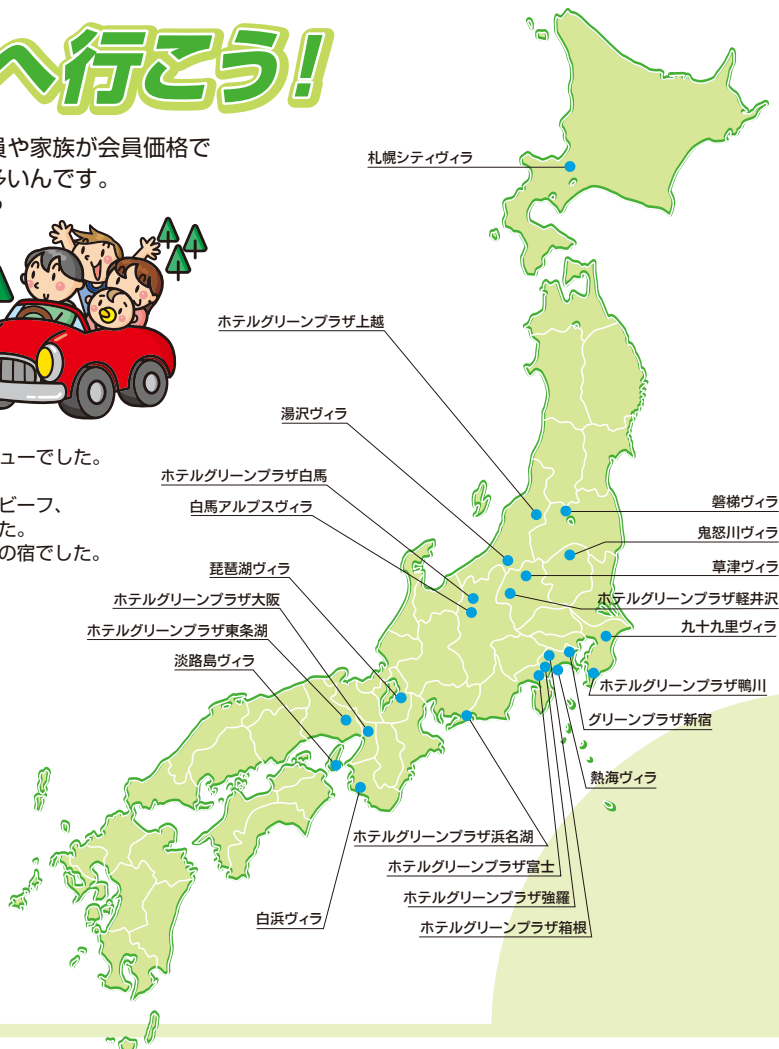 へ行こう!
員や家族が会員価格で
多いんです。
ューでした。
ビーフ、
た。
の宿でした。
札幌シティヴィラ
ホテルグリーンプラザ上越
湯沢ヴィラ
ホテルグリーンプラザ白馬
白馬アルプスヴィラ
琵琶湖ヴィラ
ホテルグリーンプラザ大阪
ホテルグリーンプラザ東条湖
淡路島ヴィラ
磐梯ヴィラ
鬼怒川ヴィラ
草津ヴィラ
ホテルグリーンプラザ軽井沢
九十九里ヴィラ
ホテルグリーンプラザ鴨川
グリーンプラザ新宿
熱海ヴィラ
ホテルグリーンプラザ浜名湖
ホテルグリーンプラザ富士
ホテルグリーンプラザ強羅
ホテルグリーンプラザ箱根
白浜ヴィラ